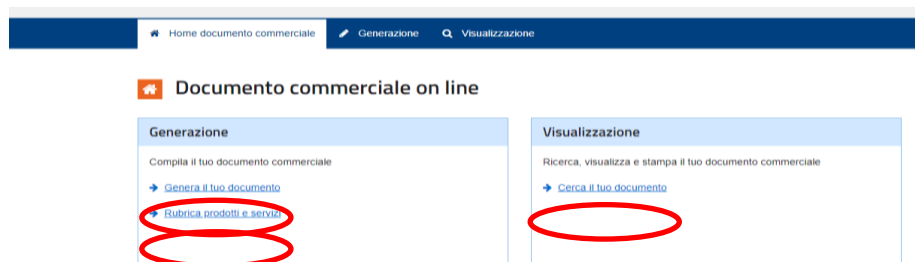 Home documento commerciale Generazione Visualizzazione
Documento commerciale on line
Generazione
Compila il tuo documento commerciale
Genera il tuo documento
Rubrica prodotti e servizi
Visualizzazione
Ricerca, visualizza e stampa il tuo documento commerciale
Cerca il tuo documento